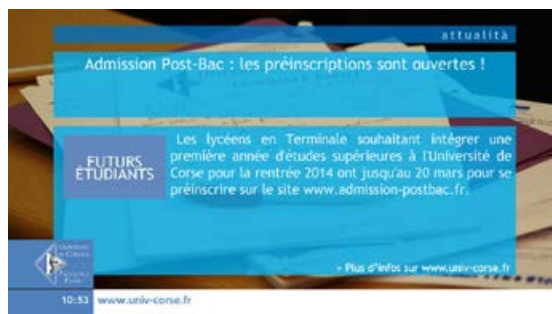 attualità
Admission Post-Bac : les préinscriptions sont ouvertes !
FUTURS
ÉTUDIANTS
Les lycéens en Terminale souhaitant intégrer une
première année d'études supérieures à l'Université de
Corse pour la rentrée 2014 ont jusqu'au 20 mars pour se
préinscrire sur le site www.admission-postbac.fr.
+ Plus d'infos sur www.univ-corse.fr
10:53 www.univ-corse.fr